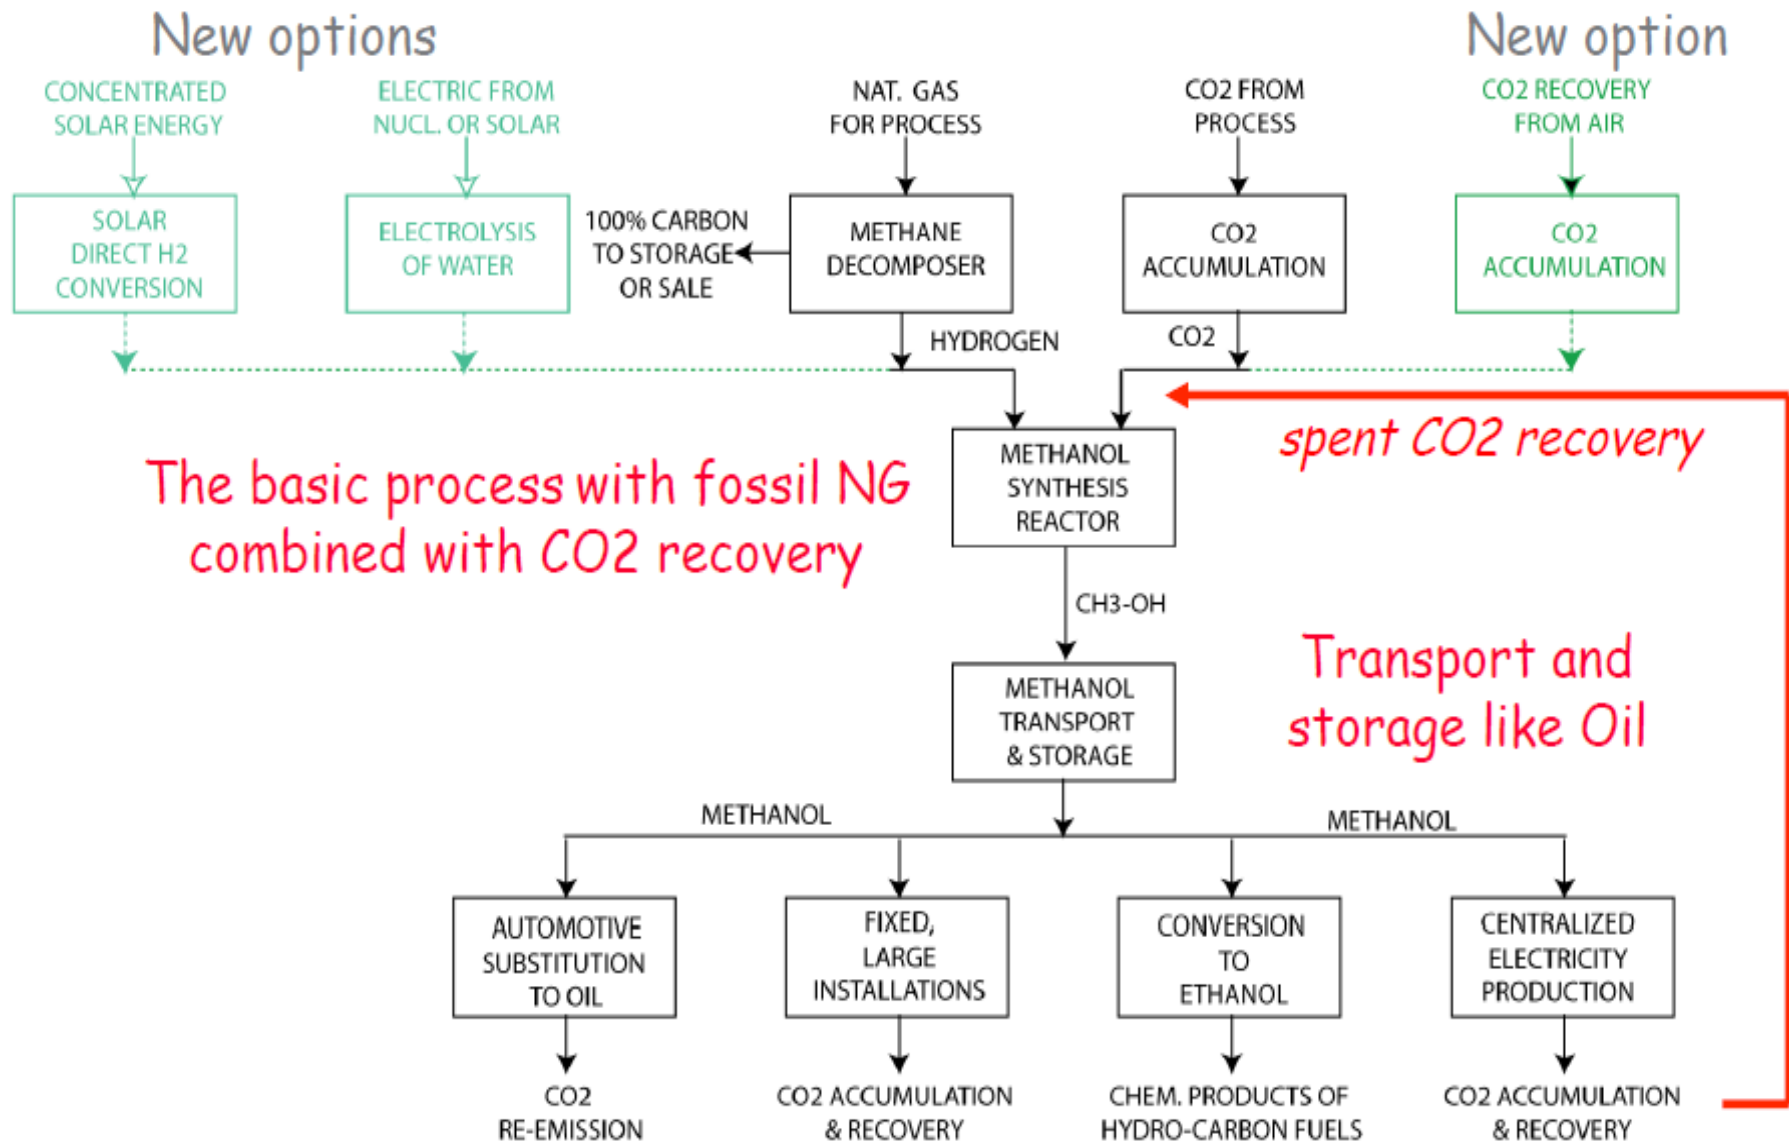 New options
New option
CONCENTRATED
SOLAR ENERGY
ELECTRIC FROM
NUCL. OR SOLAR
NAT. GAS
FOR PROCESS
CO2 FROM
PROCESS
CO2 RECOVERY
FROM AIR
SOLAR
DIRECT H2
CONVERSION
ELECTROLYSIS
OF WATER
100% CARBON
TO STORAGE
OR SALE
METHANE
DECOMPOSER
CO2
ACCUMULATION
CO2
ACCUMULATION
HYDROGEN
CO2
spent CO2 recovery
The basic process with fossil NG
combined with CO2 recovery
METHANOL
SYNTHESIS
REACTOR
CH3-OH
Transport and
storage like Oil
METHANOL
TRANSPORT
& STORAGE
METHANOL
METHANOL
AUTOMOTIVE
SUBSTITUTION
TO OIL
FIXED,
LARGE
INSTALLATIONS
CONVERSION
TO
ETHANOL
CENTRALIZED
ELECTRICITY
PRODUCTION
CO2
RE-EMISSION
CO2 ACCUMULATION
& RECOVERY
CHEM. PRODUCTS OF
HYDRO-CARBON FUELS
CO2 ACCUMULATION
& RECOVERY